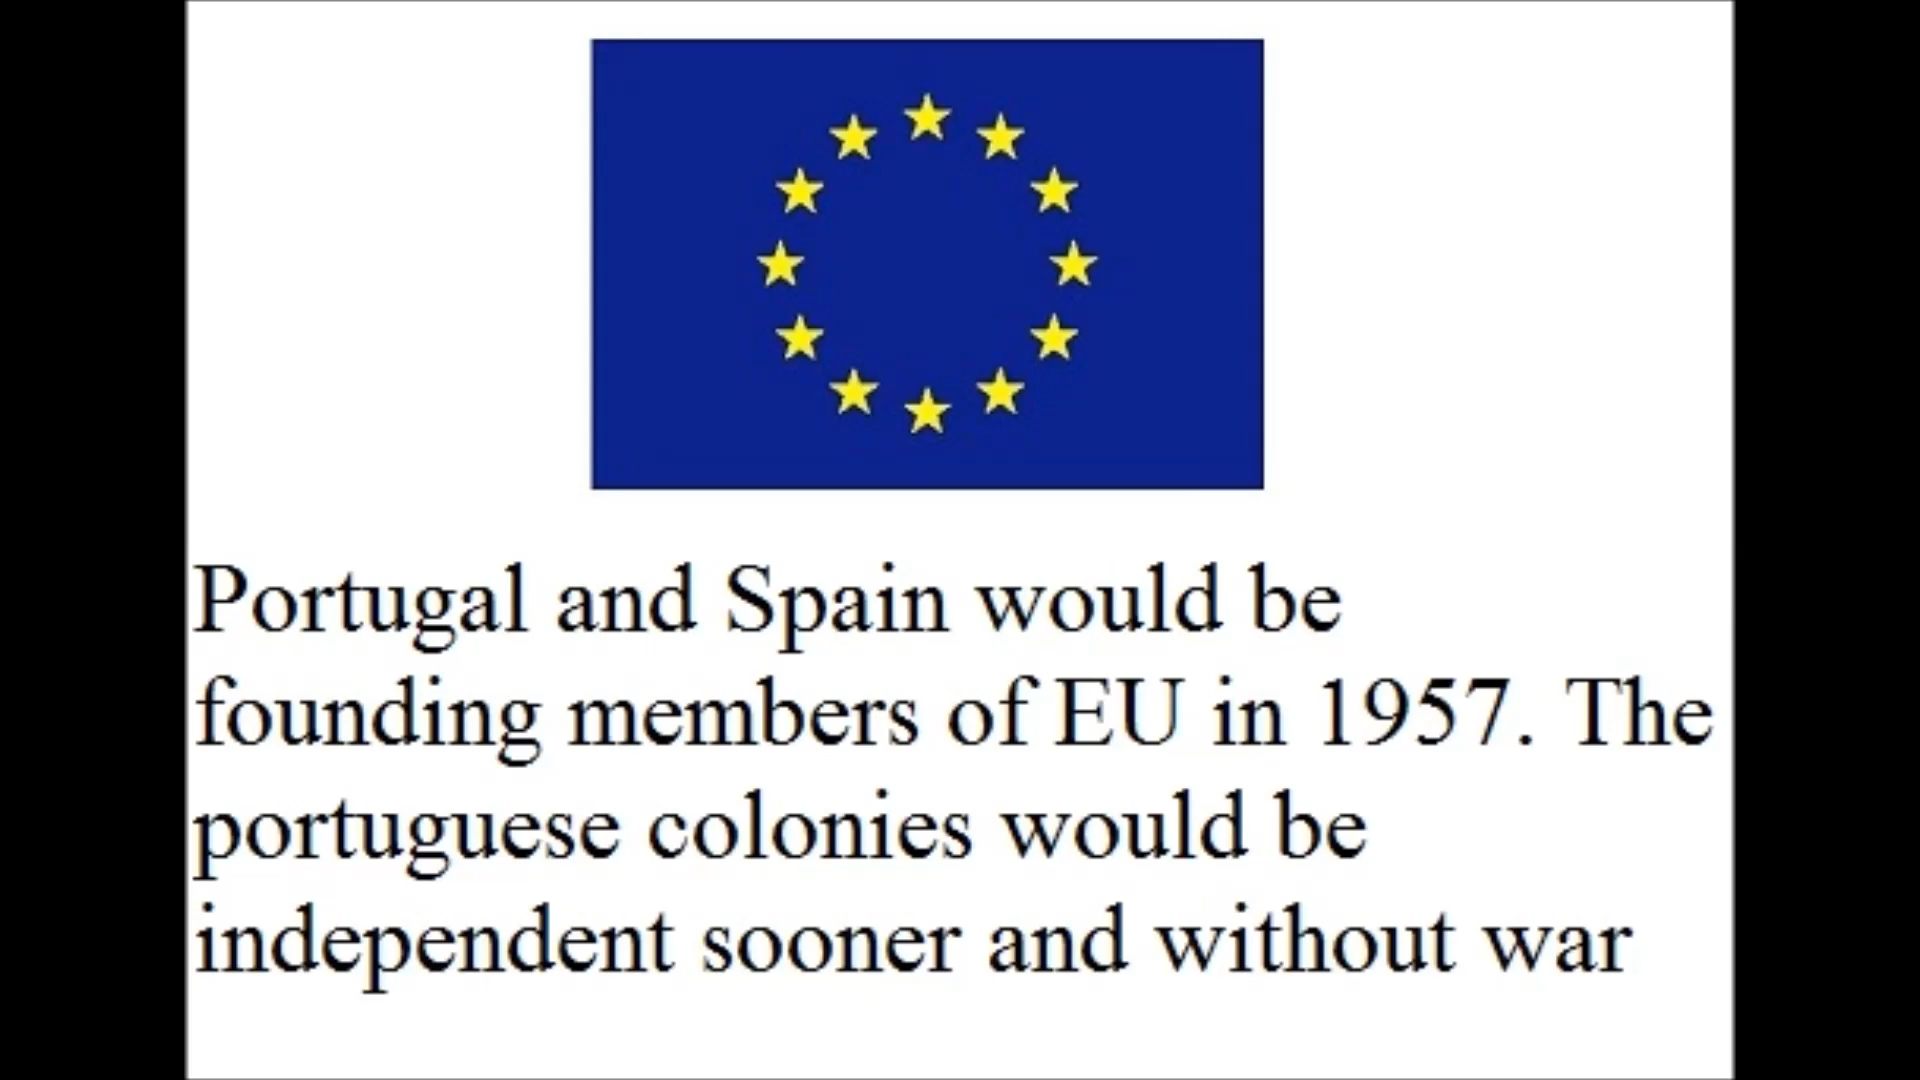 Portugal and Spain would be
founding members of EU in 1957. The
portuguese colonies would be
independent sooner and without war